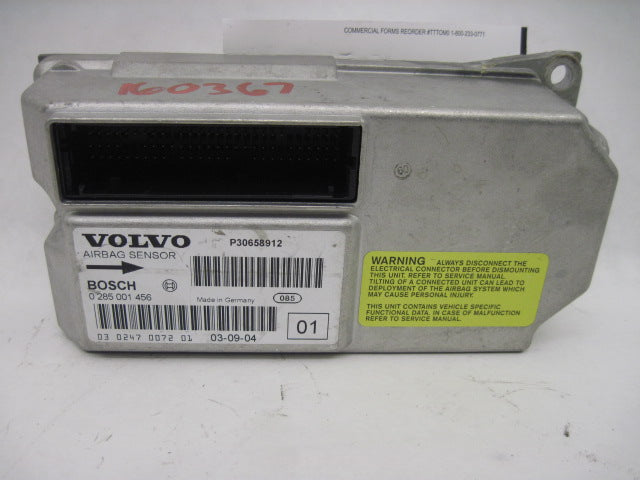 COMMERCIAL FORMS REORDER #TTTOM0 1-800-233-3771
160367
VOLVO P30658912
AIRBAG SENSOR
BOSCH
0 285 001 456 Made in Germany 085
03 0247 0072 01 03-09-04 01
WARNING ALWAYS DISCONNECT THE
ELECTRICAL CONNECTOR BEFORE DISMOUNTING
THIS UNIT. REFER TO SERVICE MANUAL.
TILTING OF A CONNECTED UNIT CAN LEAD TO
DEPLOYMENT OF THE AIRBAG SYSTEM WHICH
MAY CAUSE PERSONAL INJURY.
THIS UNIT CONTAINS VEHICLE SPECIFIC
FUNCTIONAL DATA. IN CASE OF MALFUNCTION
REFER TO SERVICE MANUAL.